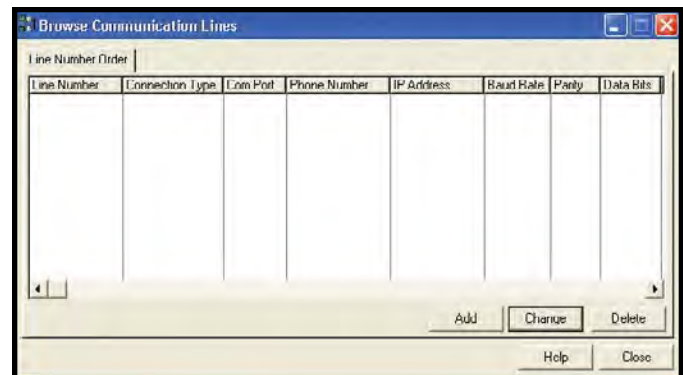 Browse Communication Lines
Line Number Order
Line Number Connection Type Com Port Phone Number IP Address Baud Rate Parity Data Bits
Add Change Delete
Help Close